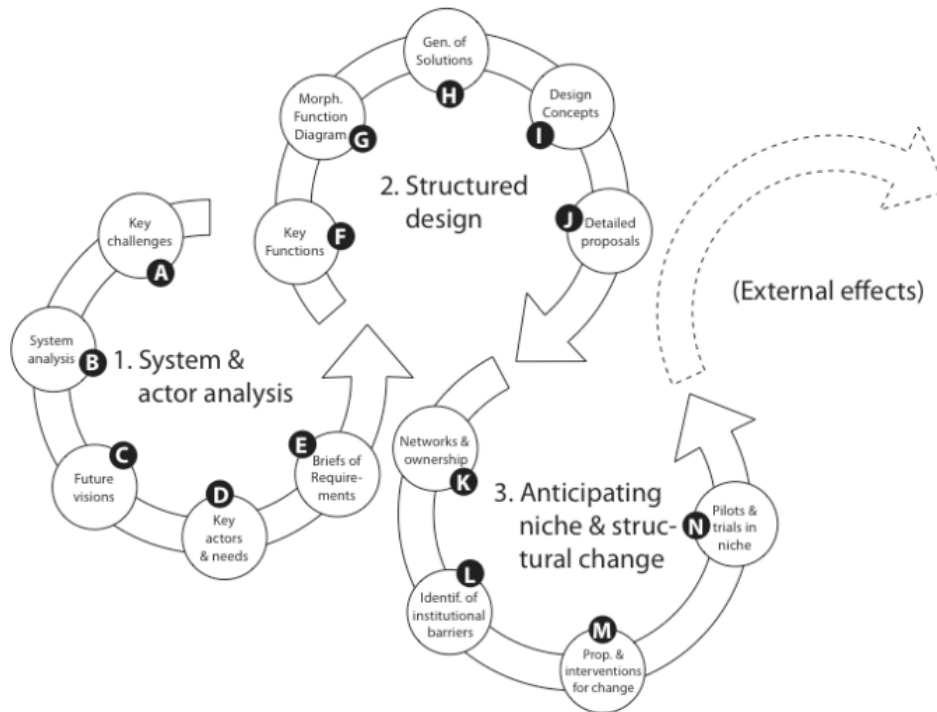 Key
challenges
A
System
analysis
B
Future
visions
C
Key
actors
& needs
D
Briefs of
Require-
ments
E
1. System &
actor analysis
Key
Functions
F
Morph.
Function
Diagram
G
Gen. of
Solutions
H
Design
Concepts
I
Detailed
proposals
J
2. Structured
design
Networks &
ownership
K
Identif. of
institutional
barriers
L
Prop. &
interventions
for change
M
Pilots &
trials in
niche
N
3. Anticipating
niche & struc-
tural change
(External effects)